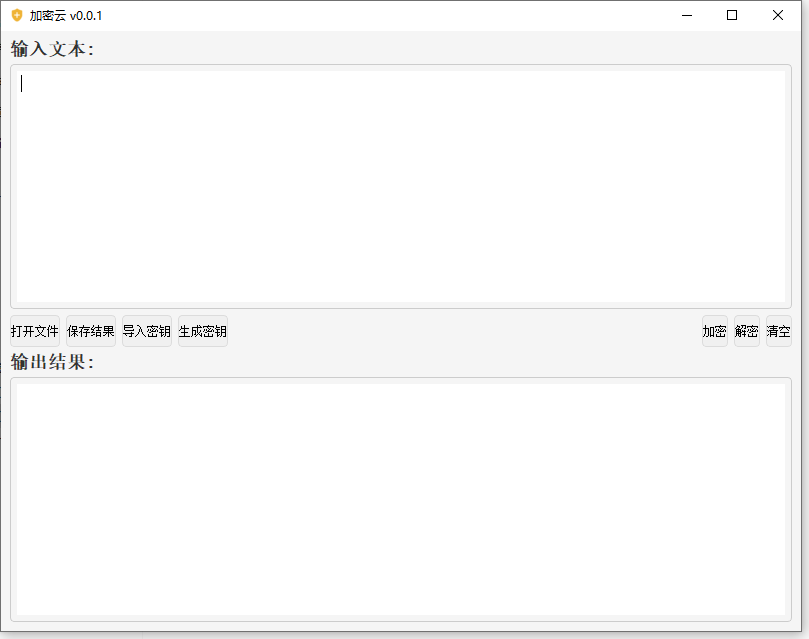 加密云 v0.0.1
输入文本：
打开文件 保存结果 导入密钥 生成密钥 加密 解密 清空
输出结果：